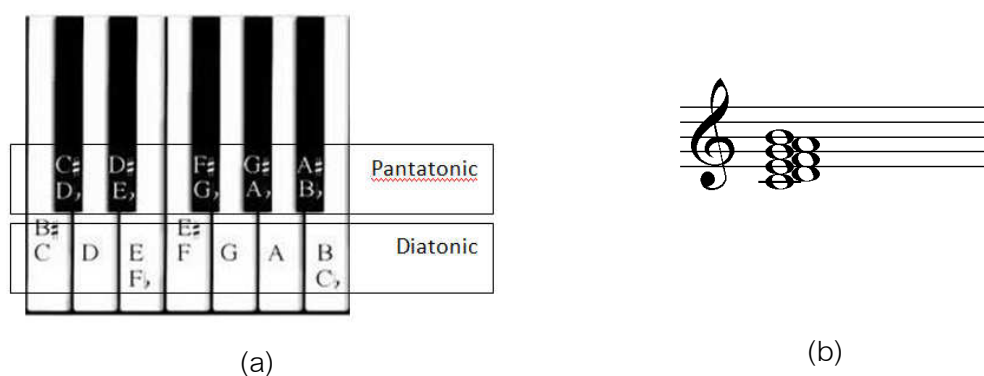 C♯ D♯ F♯ G♯ A♯
D♭ E♭ G♭ A♭ B♭
Pantatonic
B♯ E♯
C D E F G A B
F♭ C♭
Diatonic
(a)
(b)